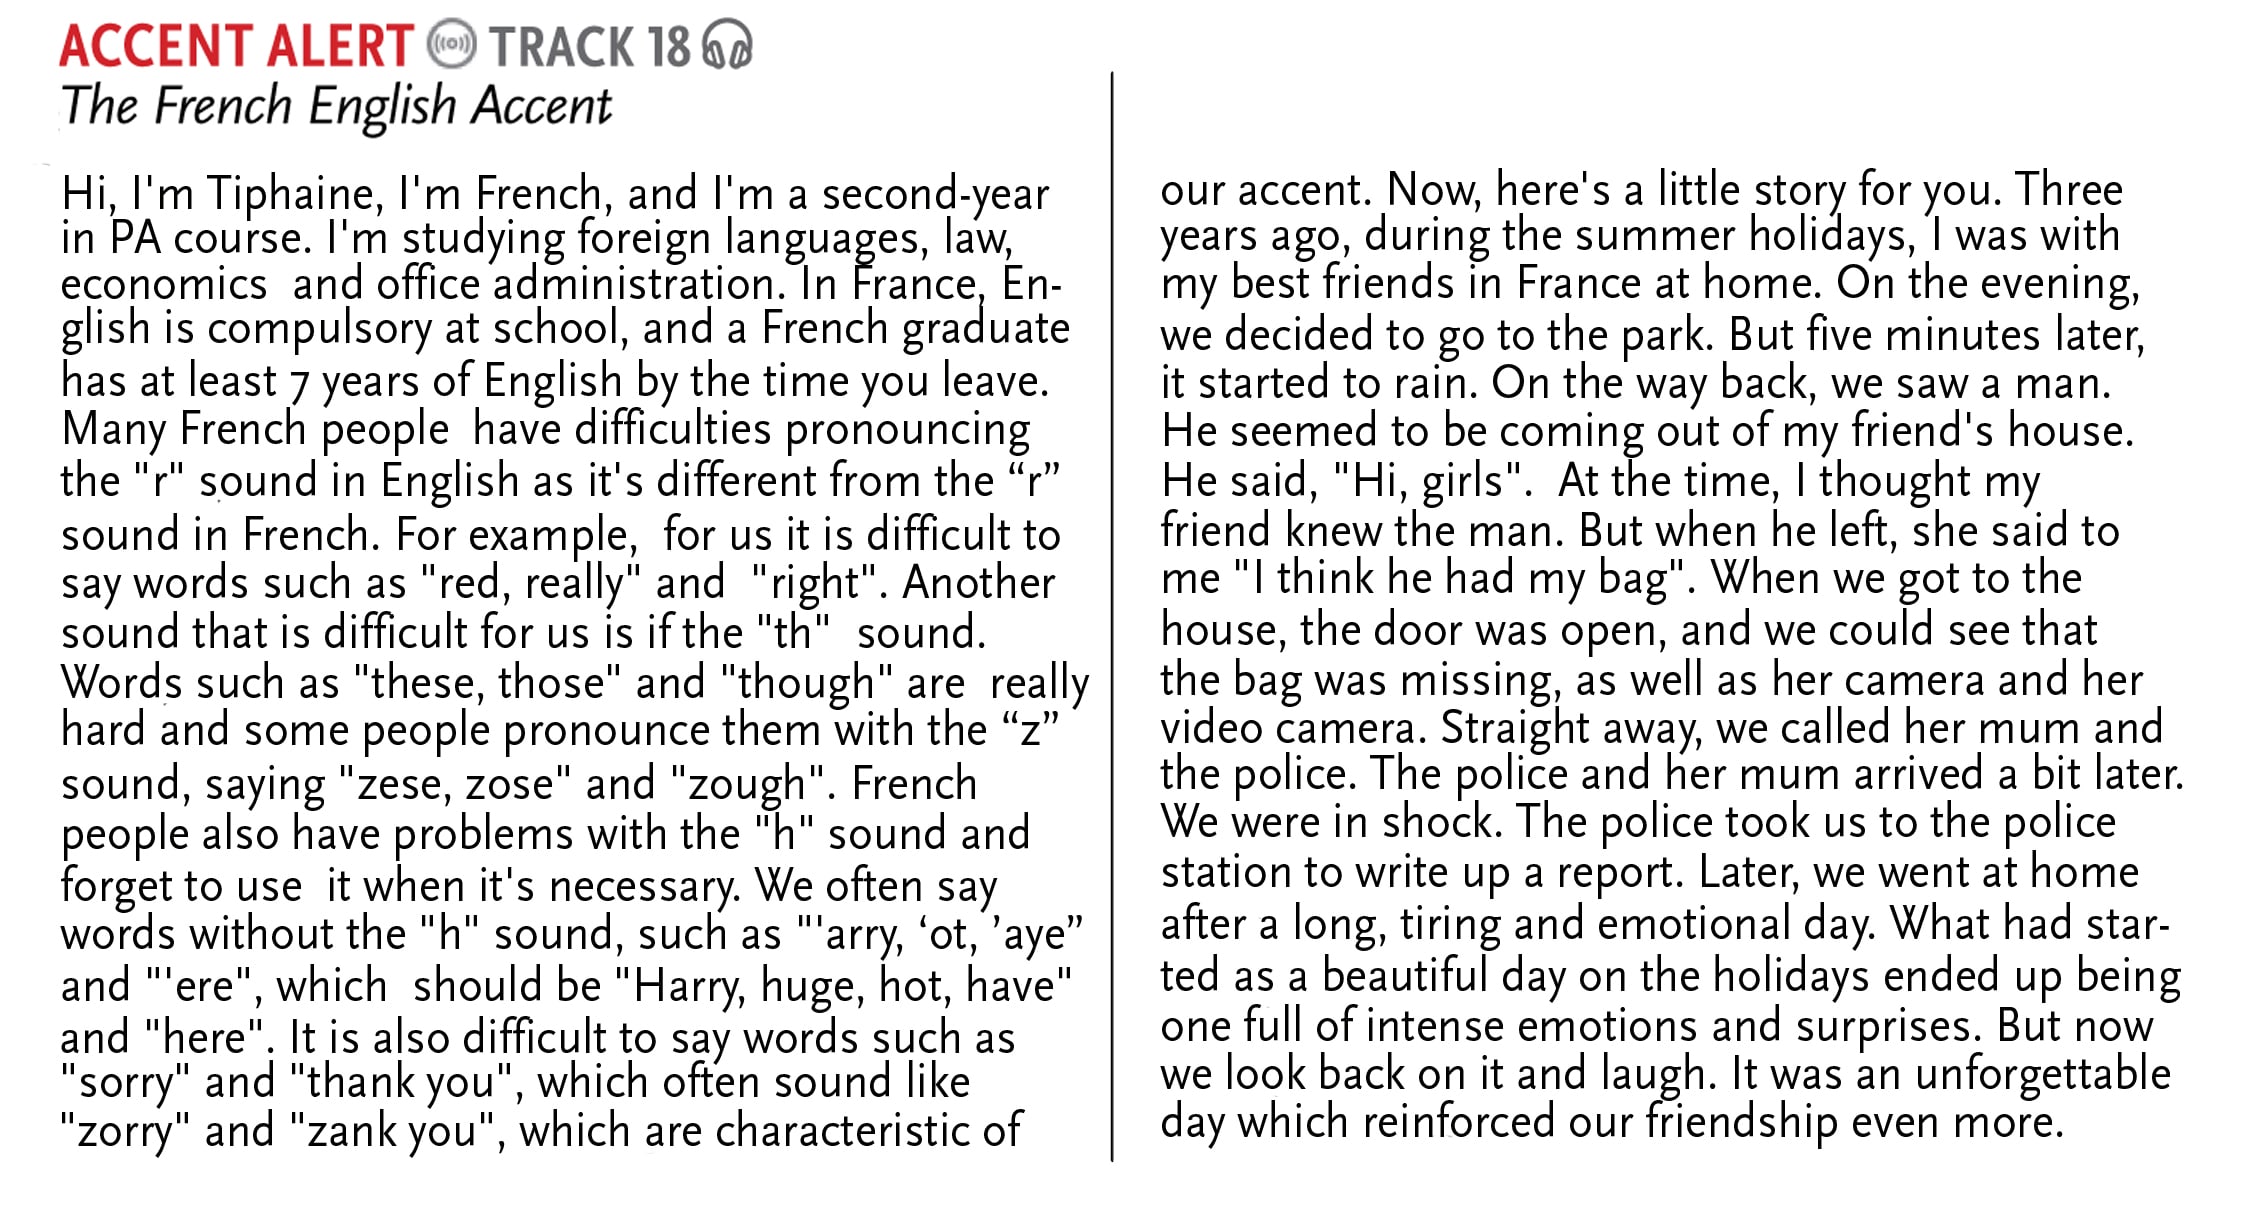 ACCENT ALERT TRACK 18
The French English Accent
Hi, I'm Tiphaine, I'm French, and I'm a second-year
in PA course. I'm studying foreign languages, law,
economics  and office administration. In France, En-
glish is compulsory at school, and a French graduate
has at least 7 years of English by the time you leave.
Many French people  have difficulties pronouncing
the "r" sound in English as it's different from the “r”
sound in French. For example,  for us it is difficult to
say words such as "red, really" and  "right". Another
sound that is difficult for us is if the "th"  sound.
Words such as "these, those" and "though" are  really
hard and some people pronounce them with the “z”
sound, saying "zese, zose" and "zough". French
people also have problems with the "h" sound and
forget to use  it when it's necessary. We often say
words without the "h" sound, such as "'arry, ‘ot, ’aye”
and "'ere", which  should be "Harry, huge, hot, have"
and "here". It is also difficult to say words such as
"sorry" and "thank you", which often sound like
"zorry" and "zank you", which are characteristic of
our accent. Now, here's a little story for you. Three
years ago, during the summer holidays, I was with
my best friends in France at home. On the evening,
we decided to go to the park. But five minutes later,
it started to rain. On the way back, we saw a man.
He seemed to be coming out of my friend's house.
He said, "Hi, girls".  At the time, I thought my
friend knew the man. But when he left, she said to
me "I think he had my bag". When we got to the
house, the door was open, and we could see that
the bag was missing, as well as her camera and her
video camera. Straight away, we called her mum and
the police. The police and her mum arrived a bit later.
We were in shock. The police took us to the police
station to write up a report. Later, we went at home
after a long, tiring and emotional day. What had star-
ted as a beautiful day on the holidays ended up being
one full of intense emotions and surprises. But now
we look back on it and laugh. It was an unforgettable
day which reinforced our friendship even more.